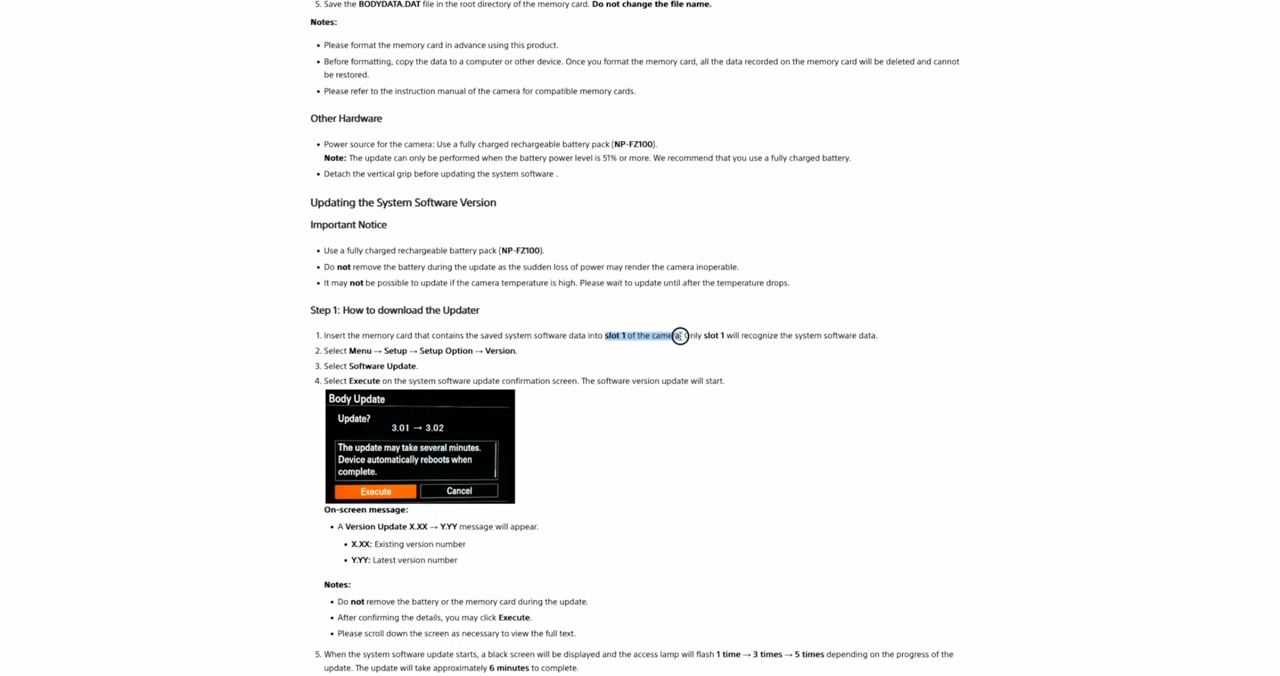 5. Save the BODYDATA.DAT file in the root directory of the memory card. Do not change the file name.
Notes:
• Please format the memory card in advance using this product.
• Before formatting, copy the data to a computer or other device. Once you format the memory card, all the data recorded on the memory card will be deleted and cannot
be restored.
• Please refer to the instruction manual of the camera for compatible memory cards.
Other Hardware
• Power source for the camera: Use a fully charged rechargeable battery pack (NP-FZ100).
Note: The update can only be performed when the battery power level is 51% or more. We recommend that you use a fully charged battery.
• Detach the vertical grip before updating the system software .
Updating the System Software Version
Important Notice
• Use a fully charged rechargeable battery pack (NP-FZ100).
• Do not remove the battery during the update as the sudden loss of power may render the camera inoperable.
• It may not be possible to update if the camera temperature is high. Please wait to update until after the temperature drops.
Step 1: How to download the Updater
1. Insert the memory card that contains the saved system software data into slot 1 of the camera. Only slot 1 will recognize the system software data.
2. Select Menu → Setup → Setup Option → Version.
3. Select Software Update.
4. Select Execute on the system software update confirmation screen. The software version update will start.
Body Update
Update?
3.01 → 3.02
The update may take several minutes.
Device automatically reboots when
complete.
Execute Cancel
On-screen message:
• A Version Update X.XX → Y.YY message will appear.
• X.XX: Existing version number
• Y.YY: Latest version number
Notes:
• Do not remove the battery or the memory card during the update.
• After confirming the details, you may click Execute.
• Please scroll down the screen as necessary to view the full text.
5. When the system software update starts, a black screen will be displayed and the access lamp will flash 1 time → 3 times → 5 times depending on the progress of the
update. The update will take approximately 6 minutes to complete.